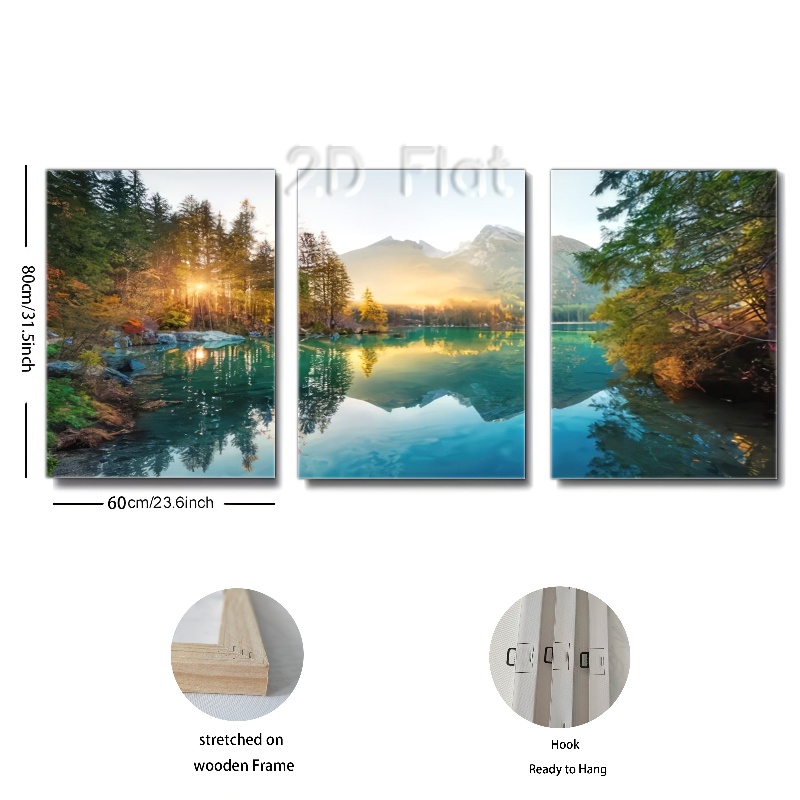 2D Flat
80cm/31.5inch
60cm/23.6inch
stretched on
wooden Frame
Hook
Ready to Hang